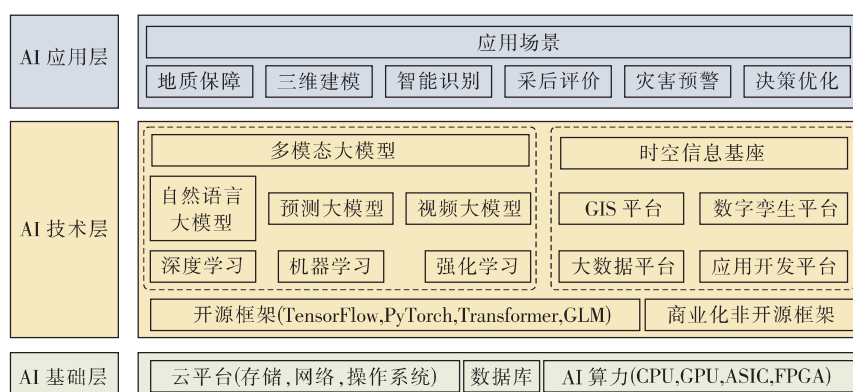 AI 应用层
应用场景
地质保障
三维建模
智能识别
采后评价
灾害预警
决策优化
AI 技术层
多模态大模型
自然语言
大模型
预测大模型
视频大模型
深度学习
机器学习
强化学习
时空信息基座
GIS 平台
数字孪生平台
大数据平台
应用开发平台
开源框架(TensorFlow,PyTorch,Transformer,GLM)
商业化非开源框架
AI 基础层
云平台(存储,网络,操作系统)
数据库
AI 算力(CPU,GPU,ASIC,FPGA)